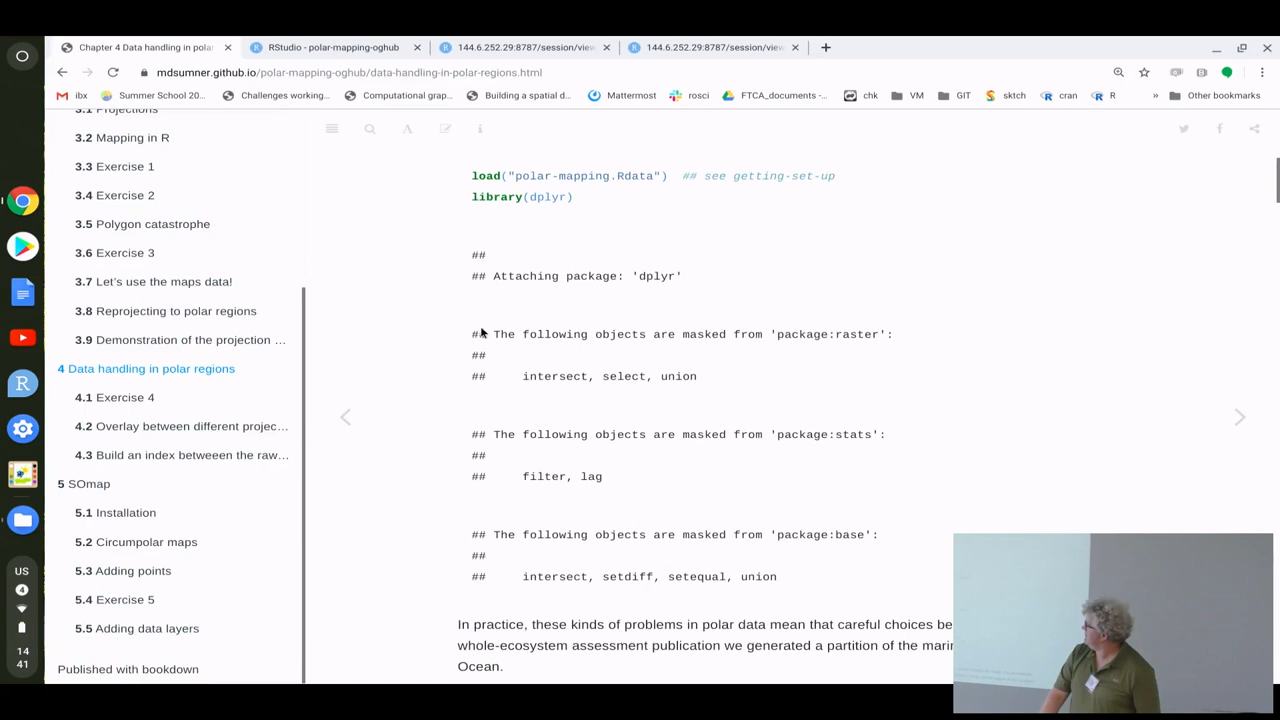 Chapter 4 Data handling in pola
RStudio - polar-mapping-oghub
144.6.252.29:8787/session/view
144.6.252.29:8787/session/view
mdsumner.github.io/polar-mapping-oghub/data-handling-in-polar-regions.html
ibx
Summer School 20...
Challenges working...
Computational grap...
Building a spatial d...
Mattermost
rosci
FTCA_documents -...
chk
VM
GIT
sktch
cran
R
»
Other bookmarks
3.1 Projections
3.2 Mapping in R
3.3 Exercise 1
3.4 Exercise 2
3.5 Polygon catastrophe
3.6 Exercise 3
3.7 Let’s use the maps data!
3.8 Reprojecting to polar regions
3.9 Demonstration of the projection ...
4 Data handling in polar regions
4.1 Exercise 4
4.2 Overlay between different projec...
4.3 Build an index betweeen the raw...
5 SOmap
5.1 Installation
5.2 Circumpolar maps
5.3 Adding points
5.4 Exercise 5
5.5 Adding data layers
Published with bookdown
load("polar-mapping.Rdata") ## see getting-set-up
library(dplyr)
##
## Attaching package: 'dplyr'
## The following objects are masked from 'package:raster':
##
## intersect, select, union
## The following objects are masked from 'package:stats':
##
## filter, lag
## The following objects are masked from 'package:base':
##
## intersect, setdiff, setequal, union
In practice, these kinds of problems in polar data mean that careful choices be
whole-ecosystem assessment publication we generated a partition of the marin
Ocean.
US
4
14
41